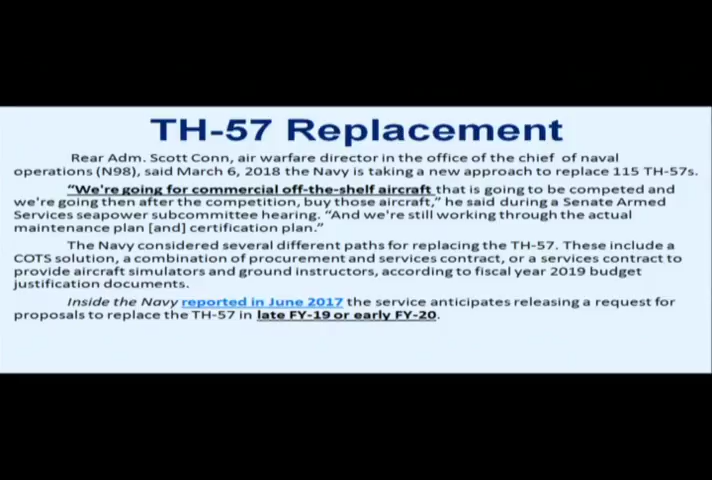 TH-57 Replacement
Rear Adm. Scott Conn, air warfare director in the office of the chief of naval
operations (N98), said March 6, 2018 the Navy is taking a new approach to replace 115 TH-57s.
“We're going for commercial off-the-shelf aircraft that is going to be competed and
we're going then after the competition, buy those aircraft,” he said during a Senate Armed
Services seapower subcommittee hearing. “And we're still working through the actual
maintenance plan [and] certification plan.”
The Navy considered several different paths for replacing the TH-57. These include a
COTS solution, a combination of procurement and services contract, or a services contract to
provide aircraft simulators and ground instructors, according to fiscal year 2019 budget
justification documents.
Inside the Navy reported in June 2017 the service anticipates releasing a request for
proposals to replace the TH-57 in late FY-19 or early FY-20.